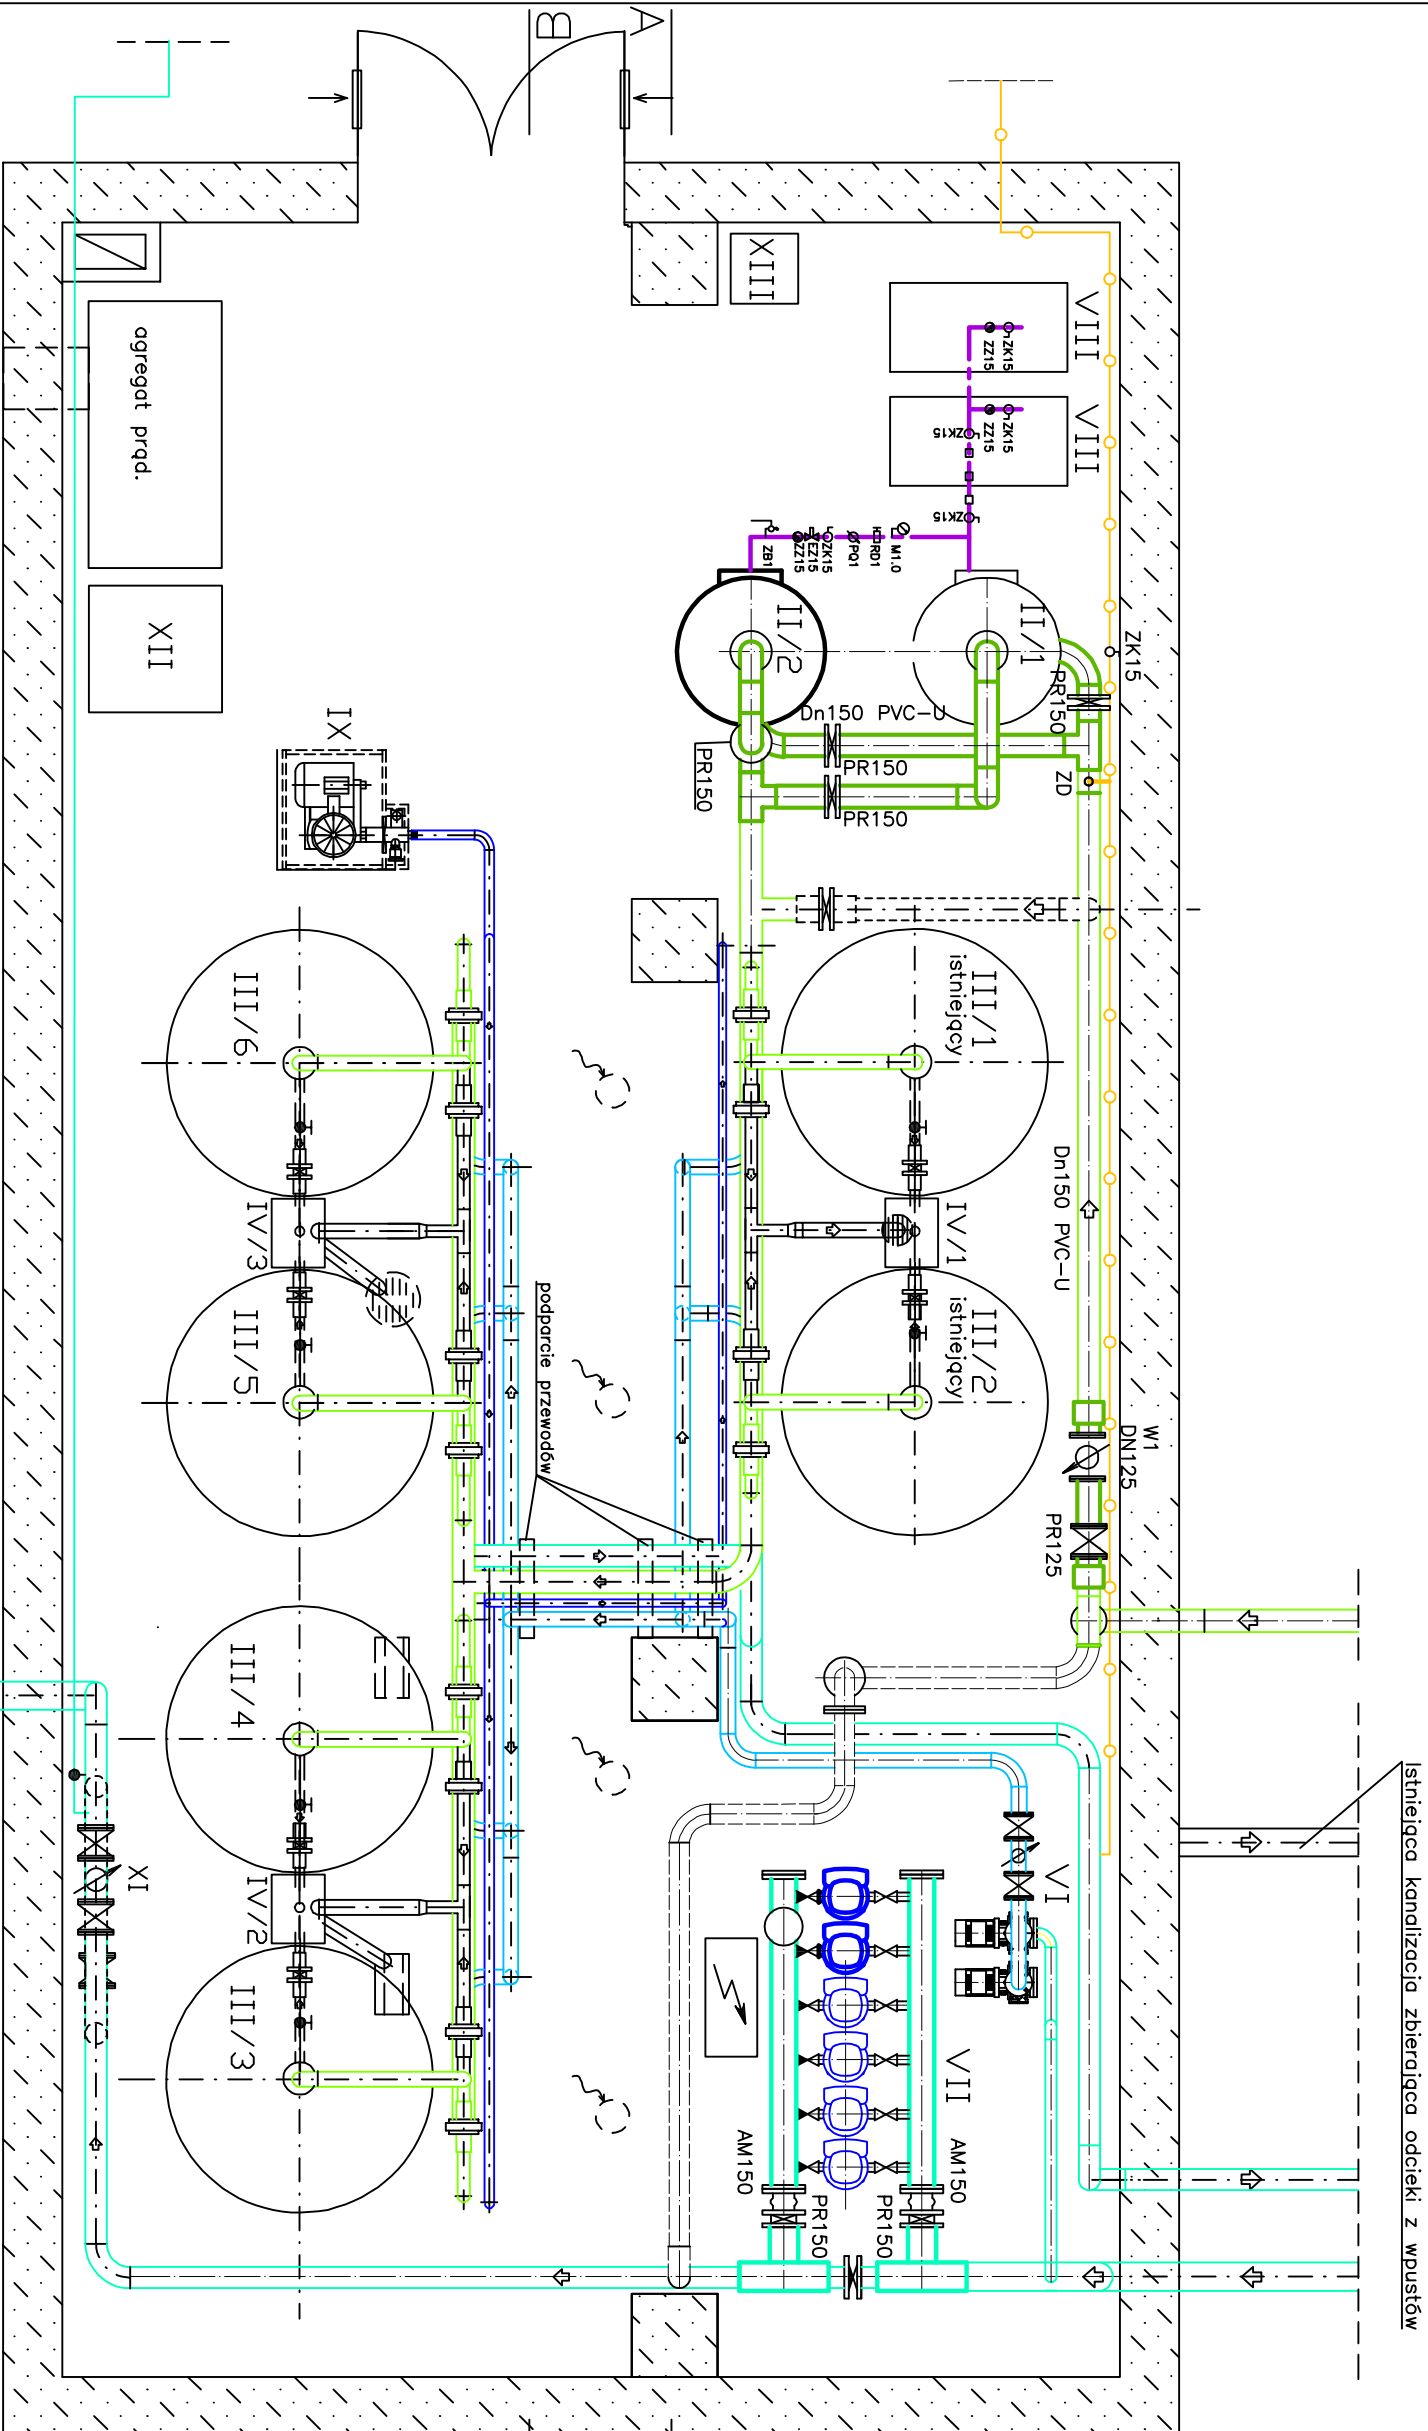 B
A
XIII
VIII
ZK15
ZZ15
VIII
ZK15
ZZ15
ZK15
ZK15
agregat prąd.
XII
M1.0
RD1
PQ1
ZK15
EZ15
ZZ15
ZB1
II/1
II/2
ZK15
PR150
Dn150 PVC-U
PR150
PR150
PR150
ZD
IX
III/1
istniejący
III/6
IV/1
IV/3
Dn150 PVC-U
III/2
istniejący
III/5
podparcie przewodów
W1
DN125
PR125
III/4
IV/2
III/3
XI
VI
VII
AM150
AM150
PR150
PR150
Istniejąca kanalizacja zbierająca odcieki z wpustów